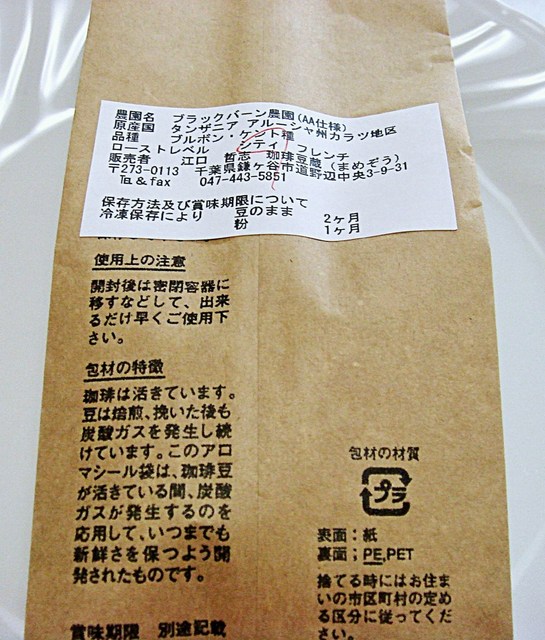 農園名 ブラックバーン農園(AA仕様)
原産国 タンザニア アルーシャ州カラツ地区
品種 ブルボン・ケント種
ローストレベル シティ フレンチ
販売者 江口 哲志 珈琲豆蔵(まめぞう)
〒273-0113 千葉県鎌ヶ谷市道野辺中央3-9-31
℡&fax 047-443-5851
保存方法及び賞味期限について
冷凍保存により 豆のまま 2ヶ月
粉 1ヶ月
使用上の注意
開封後は密閉容器に
移すなどして、出来
るだけ早くご使用下
さい。
包材の特徴
珈琲は活きています。
豆は焙煎、挽いた後も
炭酸ガスを発生し続
けています。このアロ
マシール袋は、珈琲豆
が活きている間、炭酸
ガスが発生するのを
応用して、いつまでも
新鮮さを保つよう開
発されたものです。
賞味期限 別途記載
包材の材質
プラ
表面:紙
裏面;PE,PET
捨てる時にはお住ま
いの市区町村の定め
る区分に従ってくだ
さい。